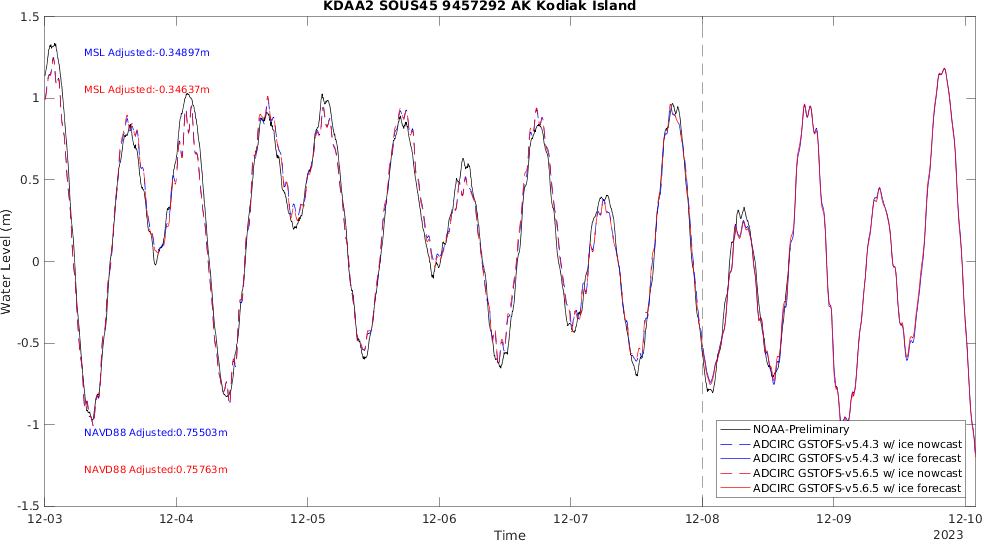 KDAA2 SOUS45 9457292 AK Kodiak Island
1.5
1
0.5
0
-0.5
-1
-1.5
Water Level (m)
MSL Adjusted:-0.34897m
MSL Adjusted:-0.34637m
NAVD88 Adjusted:0.75503m
NAVD88 Adjusted:0.75763m
NOAA-Preliminary
ADCIRC GSTOFS-v5.4.3 w/ ice nowcast
ADCIRC GSTOFS-v5.4.3 w/ ice forecast
ADCIRC GSTOFS-v5.6.5 w/ ice nowcast
ADCIRC GSTOFS-v5.6.5 w/ ice forecast
12-03 12-04 12-05 12-06 12-07 12-08 12-09 12-10
Time
2023